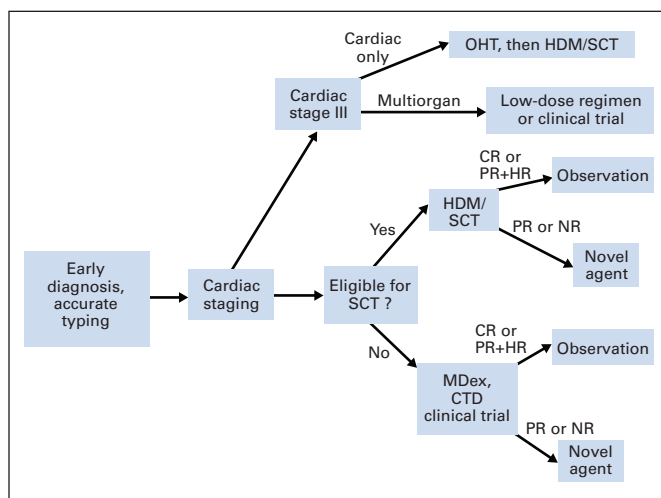 Cardiac
only
OHT, then HDM/SCT
Cardiac
stage III
Multiorgan
Low-dose regimen
or clinical trial
CR or
PR+HR
Observation
HDM/
SCT
Yes
PR or NR
Novel
agent
Early
diagnosis,
accurate
typing
Cardiac
staging
Eligible for
SCT ?
No
CR or
PR+HR
Observation
MDex,
CTD
clinical trial
PR or NR
Novel
agent